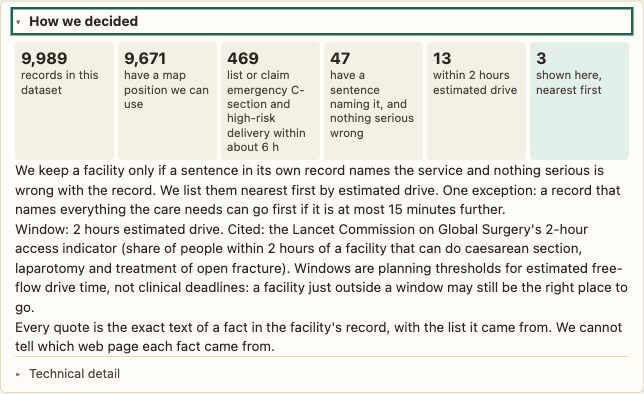 How we decided
9,989
records in this
dataset
9,671
have a map
position we can
use
469
list or claim
emergency C-
section and
high-risk
delivery within
about 6 h
47
have a
sentence
naming it, and
nothing serious
wrong
13
within 2 hours
estimated drive
3
shown here,
nearest first
We keep a facility only if a sentence in its own record names the service and nothing serious is
wrong with the record. We list them nearest first by estimated drive. One exception: a record that
names everything the care needs can go first if it is at most 15 minutes further.
Window: 2 hours estimated drive. Cited: the Lancet Commission on Global Surgery's 2-hour
access indicator (share of people within 2 hours of a facility that can do caesarean section,
laparotomy and treatment of open fracture). Windows are planning thresholds for estimated free-
flow drive time, not clinical deadlines: a facility just outside a window may still be the right place to
go.
Every quote is the exact text of a fact in the facility's record, with the list it came from. We cannot
tell which web page each fact came from.
Technical detail